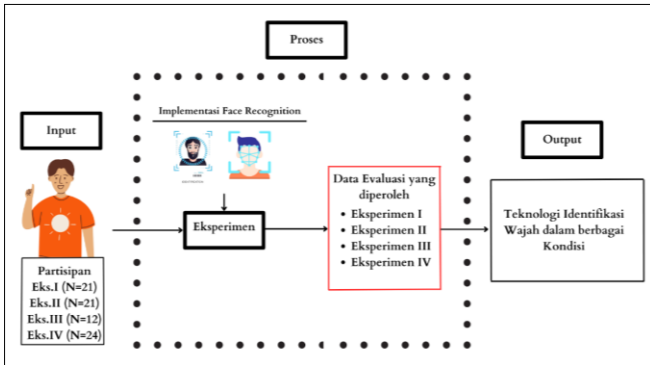 Proses
Implementasi Face Recognition
Input
Output
Data Evaluasi yang
diperoleh
• Eksperimen I
• Eksperimen II
• Eksperimen III
• Eksperimen IV
Eksperimen
Teknologi Identifikasi
Wajah dalam berbagai
Kondisi
Partisipan
Eks.I (N=21)
Eks.II (N=21)
Eks.III (N=12)
Eks.IV (N=24)